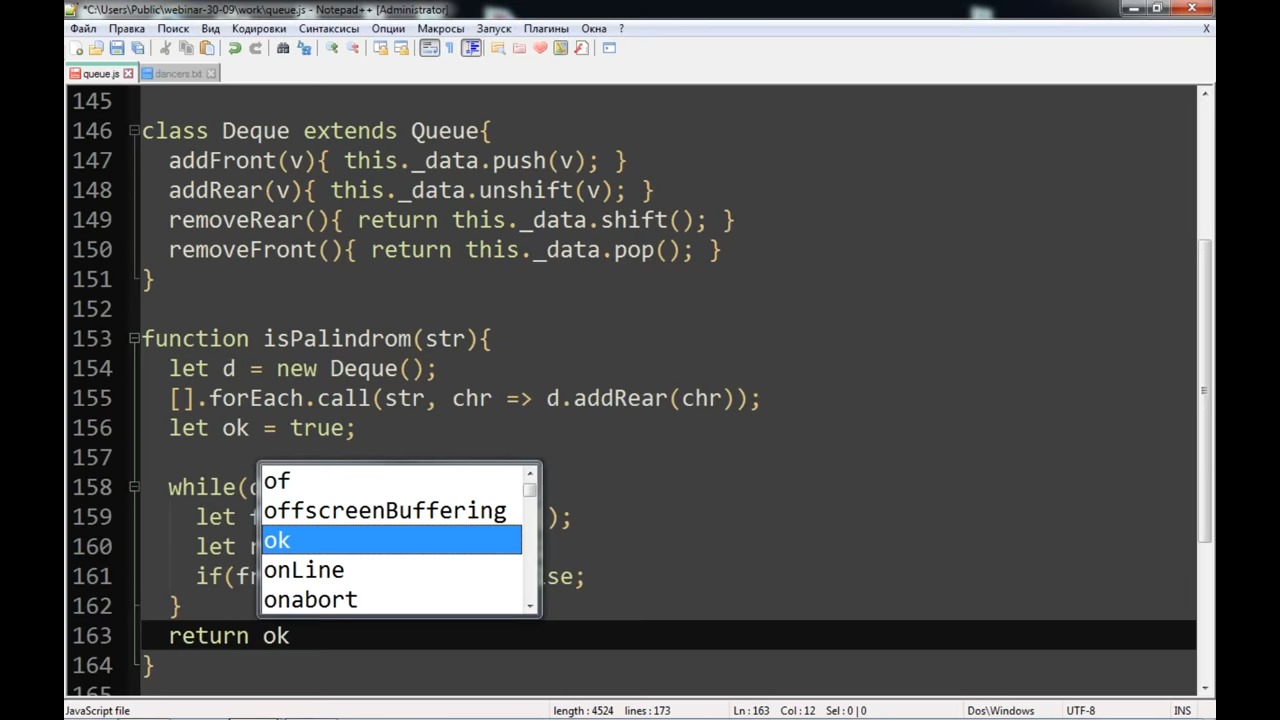 *C:\Users\Public\webinar-30-09\work\queue.js - Notepad++ [Administrator]
Файл Правка Поиск Вид Кодировки Синтаксисы Опции Макросы Запуск Плагины Окна ? X
queue.js dancers.txt
145
146 class Deque extends Queue{
147 addFront(v){ this._data.push(v); }
148 addRear(v){ this._data.unshift(v); }
149 removeRear(){ return this._data.shift(); }
150 removeFront(){ return this._data.pop(); }
151 }
152
153 function isPalindrom(str){
154 let d = new Deque();
155 [].forEach.call(str, chr => d.addRear(chr));
156 let ok = true;
157
158 while(
159 let );
160 let
161 if(fr se;
162 }
163 return ok
164 }
165
of
offscreenBuffering
ok
onLine
onabort
JavaScript file length : 4524 lines : 173 Ln : 163 Col : 12 Sel : 0 | 0 Dos\Windows UTF-8 INS